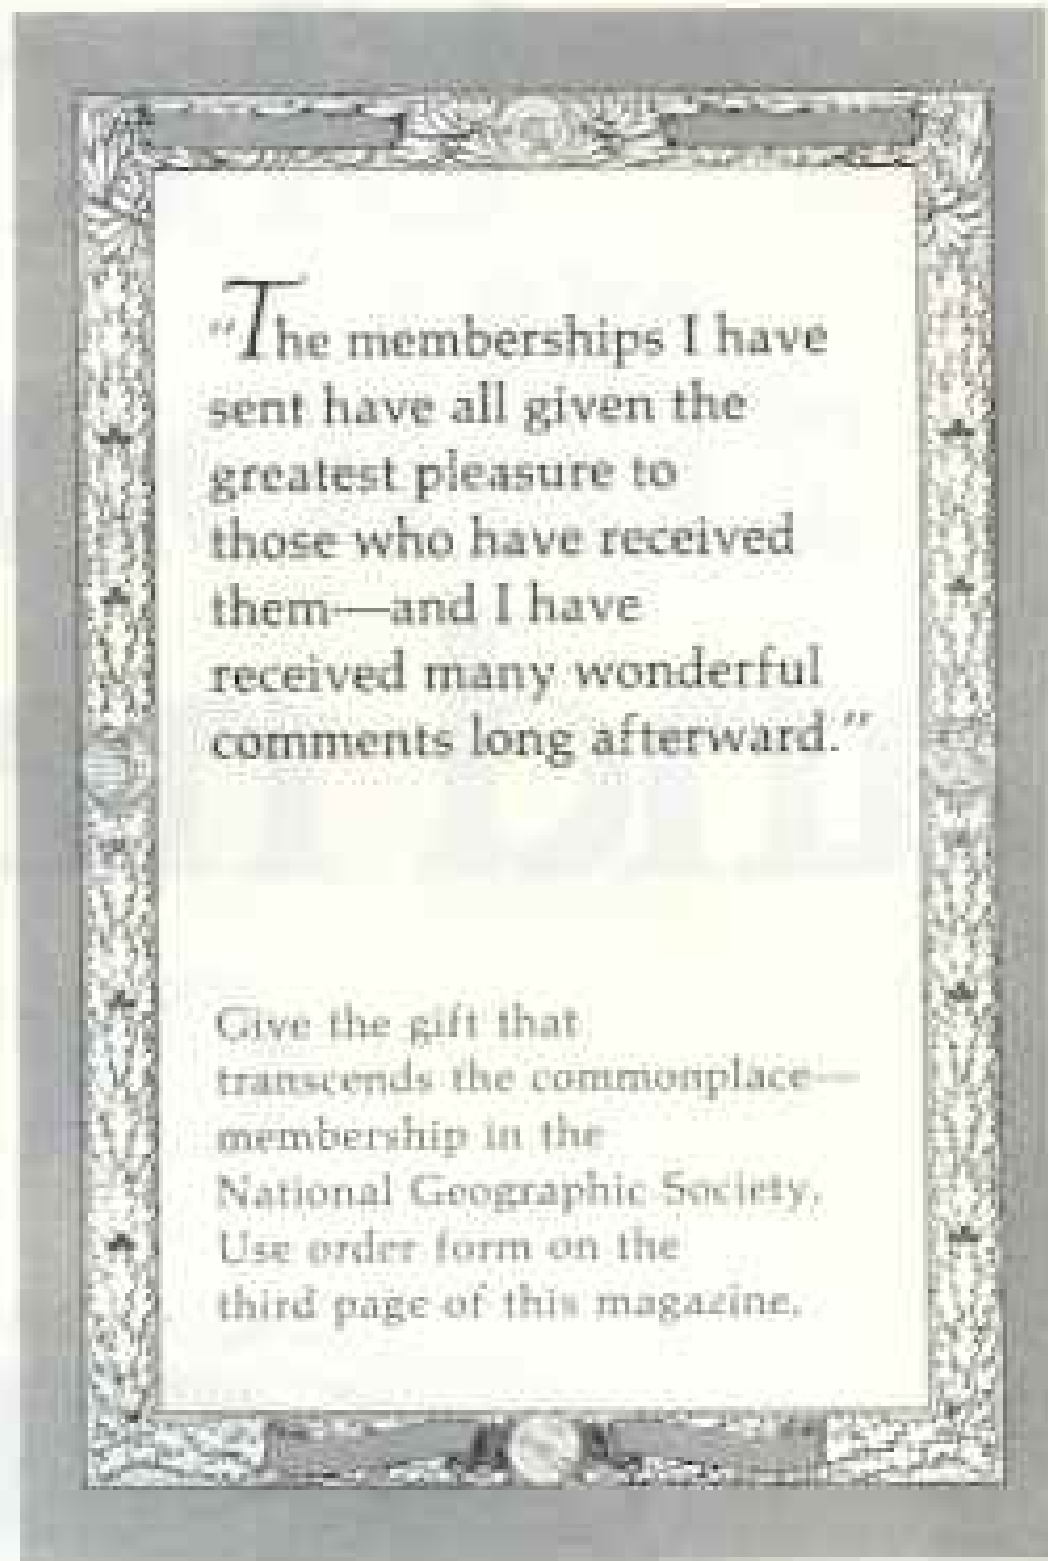 “The memberships I have
sent have all given the
greatest pleasure to
those who have received
them—and I have
received many wonderful
comments long afterward.”
Give the gift that
transcends the commonplace—
membership in the
National Geographic Society.
Use order form on the
third page of this magazine.